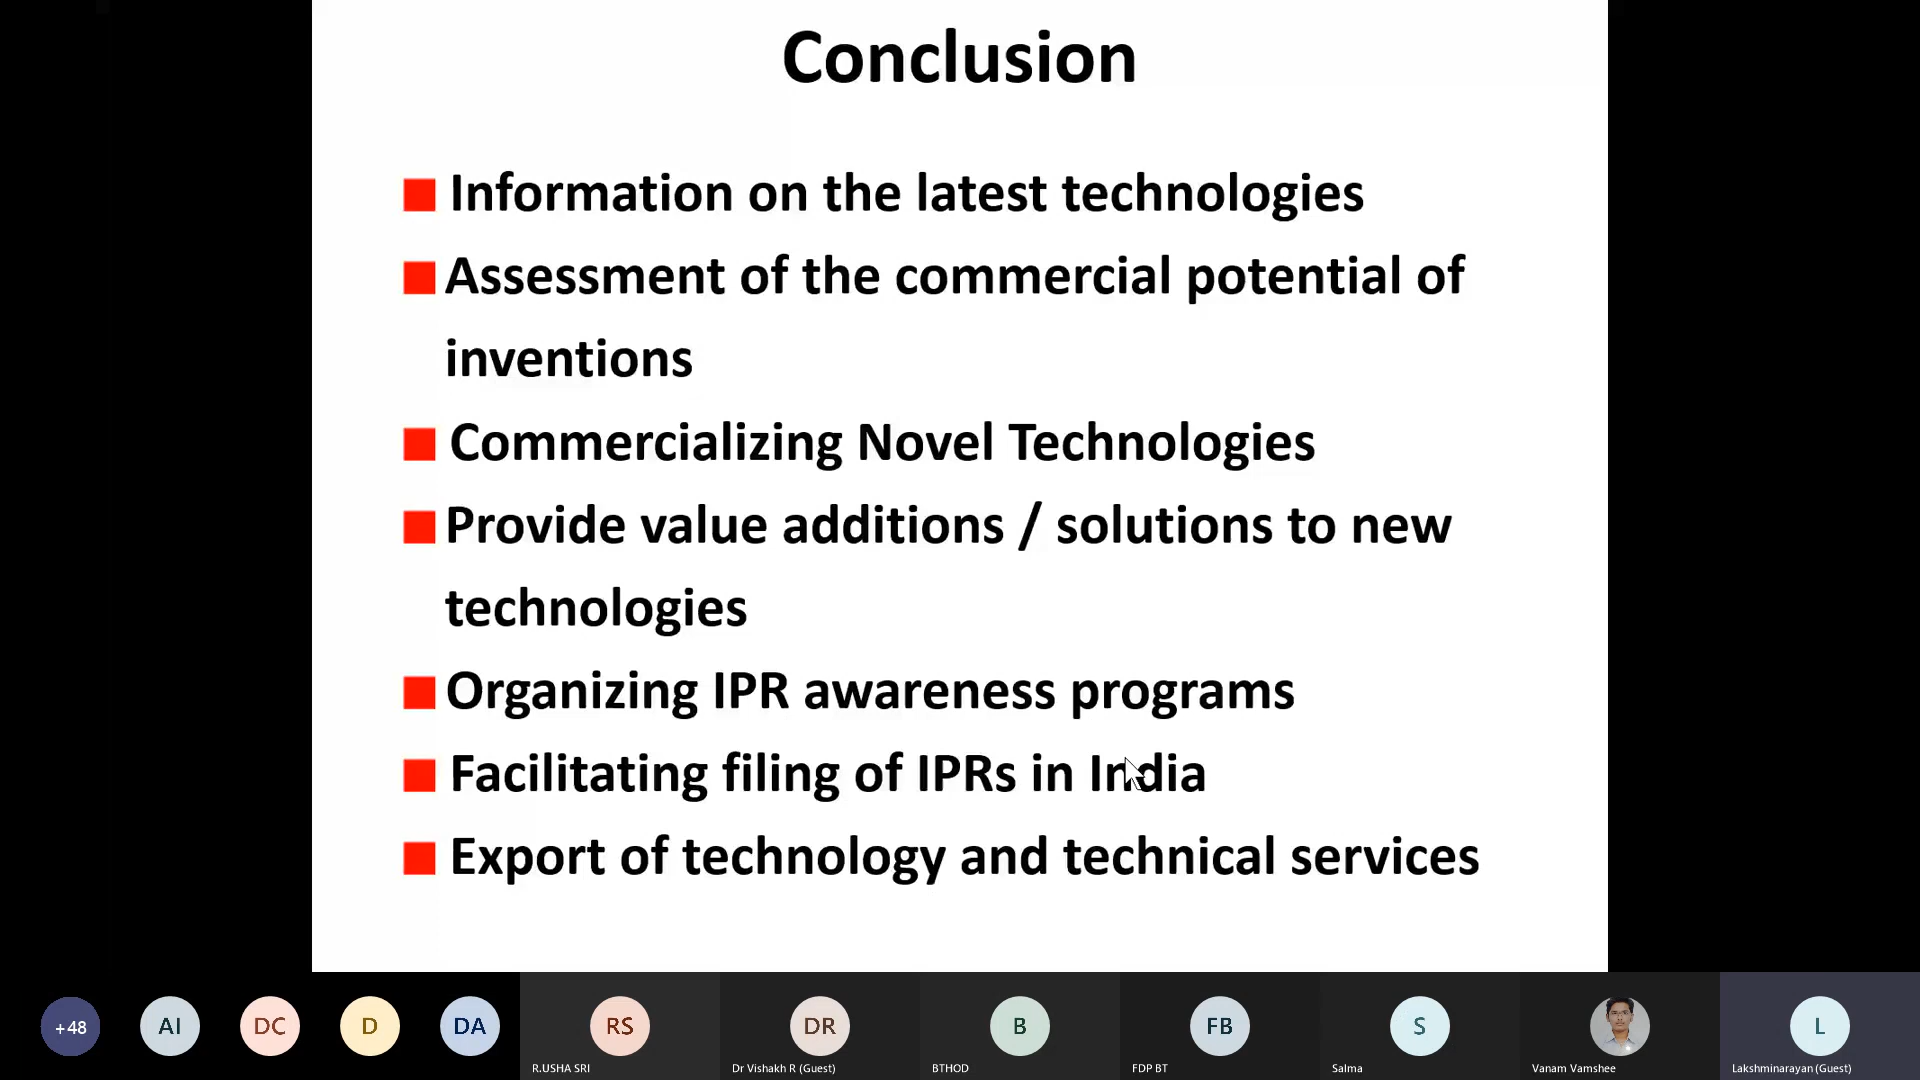 Conclusion
Information on the latest technologies
Assessment of the commercial potential of
inventions
Commercializing Novel Technologies
Provide value additions / solutions to new
technologies
Organizing IPR awareness programs
Facilitating filing of IPRs in India
Export of technology and technical services
+48 AI DC D DA RS DR B FB S L
R.USHA SRI Dr Vishakh R (Guest) BTHOD FDP BT Salma Vanam Vamshee Lakshminarayan (Guest)